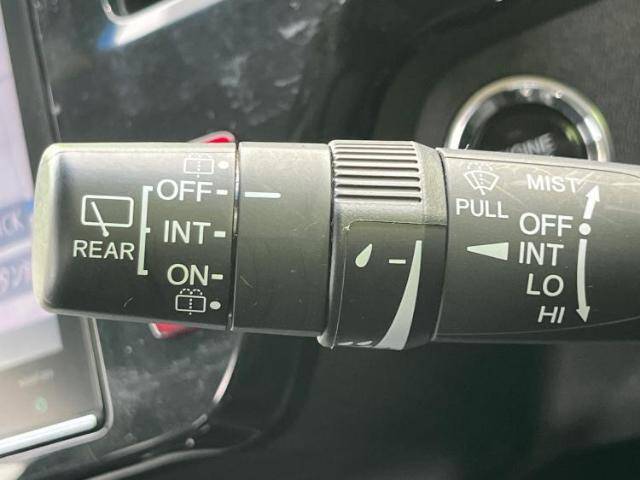 REAR
OFF
INT
ON
PULL
MIST
OFF
INT
LO
HI